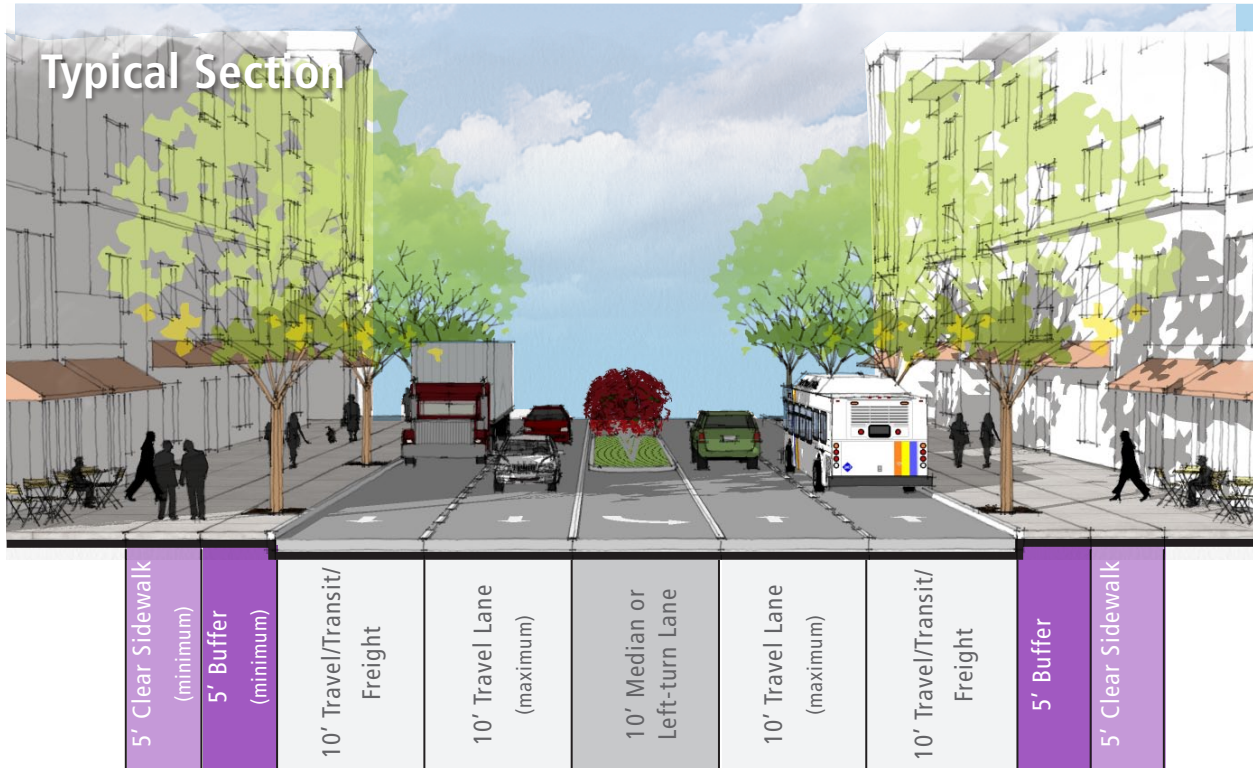 Typical Section
5’ Clear Sidewalk
(minimum)
5’ Buffer
(minimum)
10’ Travel/Transit/
Freight
10’ Travel Lane
(maximum)
10’ Median or
Left-turn Lane
10’ Travel Lane
(maximum)
10’ Travel/Transit/
Freight
5’ Buffer
5’ Clear Sidewalk